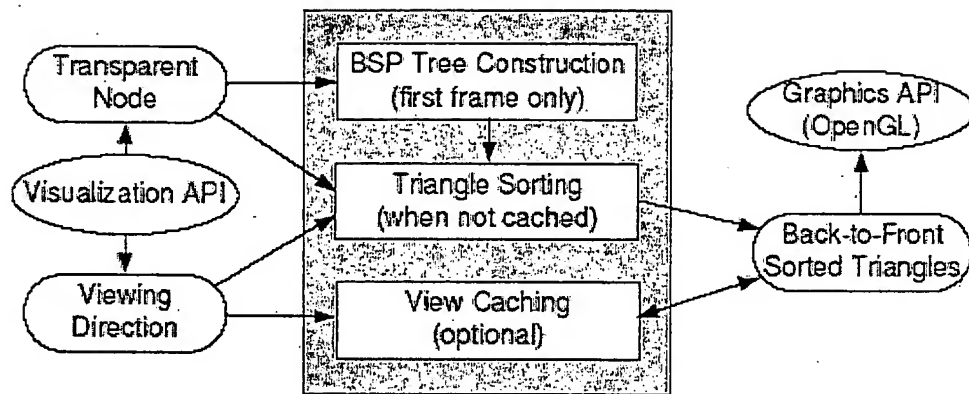 Transparent
Node
Visualization API
Viewing
Direction
BSP Tree Construction
(first frame only)
Triangle Sorting
(when not cached)
View Caching
(optional)
Graphics API
(OpenGL)
Back-to-Front
Sorted Triangles